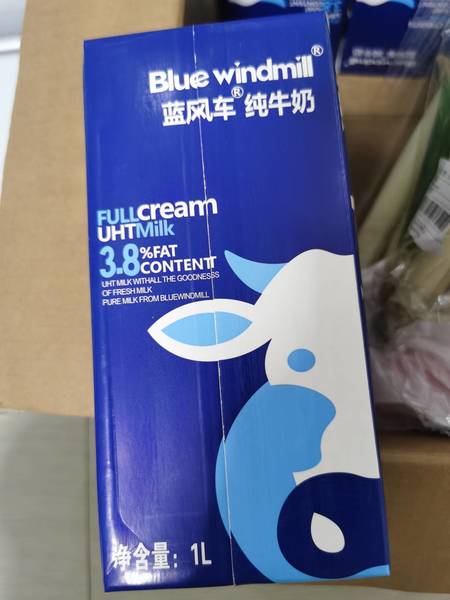 Blue windmill®
蓝风车® 纯牛奶
FULLcream
UHTMilk
3.8%FAT
CONTENT
UHT MILK WITHALL THE GOODNESS
OF FRESH MILK
PURE MILK FROM BLUEWINDMILL
净含量：1L